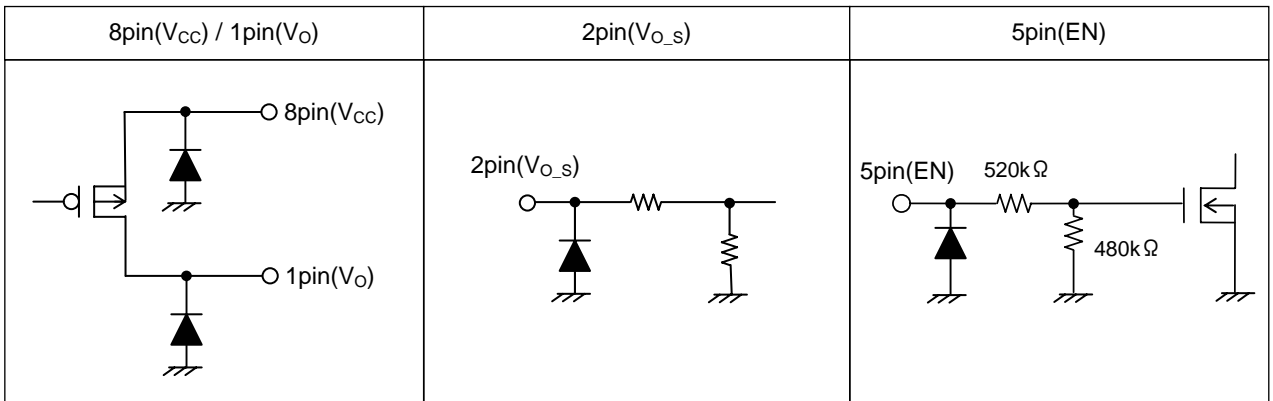 8pin(VCC) / 1pin(VO)
2pin(VO_S)
5pin(EN)
8pin(VCC)
1pin(VO)
2pin(VO_S)
5pin(EN)
520kΩ
480kΩ